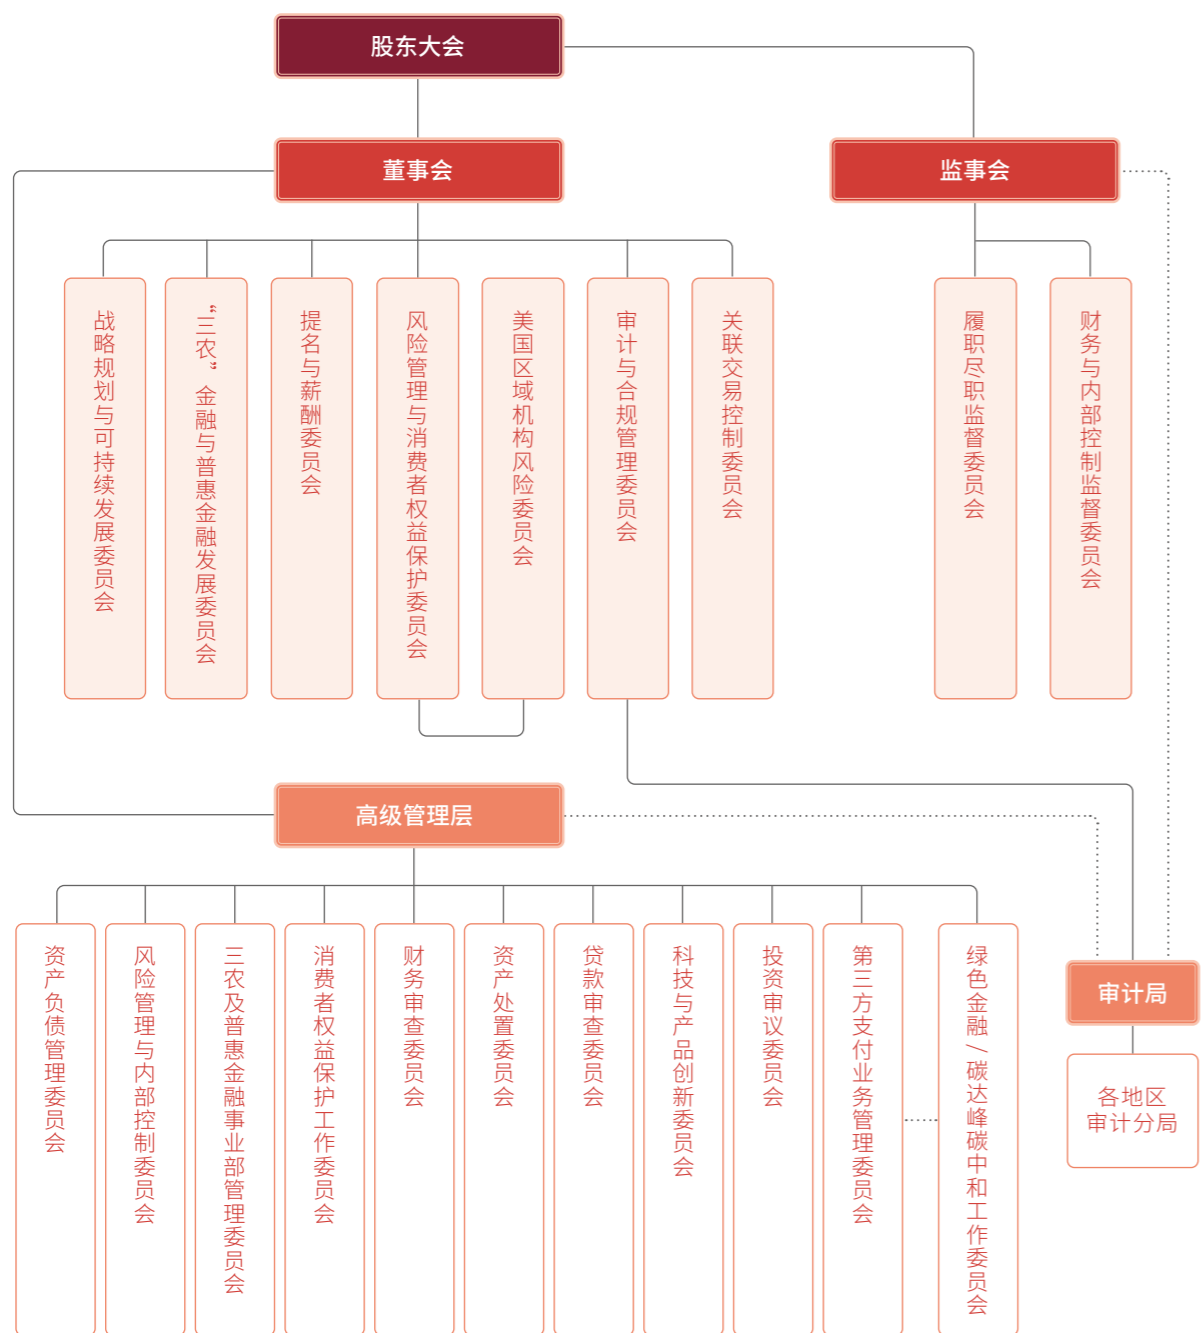 股东大会
董事会
监事会
战略规划与可持续发展委员会
“三农”金融与普惠金融发展委员会
提名与薪酬委员会
风险管理与消费者权益保护委员会
美国区域机构风险委员会
审计与合规管理委员会
关联交易控制委员会
履职尽职监督委员会
财务与内部控制监督委员会
高级管理层
资产负债管理委员会
风险管理与内部控制委员会
三农及普惠金融事业部管理委员会
消费者权益保护工作委员会
财务审查委员会
资产处置委员会
贷款审查委员会
科技与产品创新委员会
投资审议委员会
第三方支付业务管理委员会
绿色金融/碳达峰碳中和工作委员会
审计局
各地区
审计分局